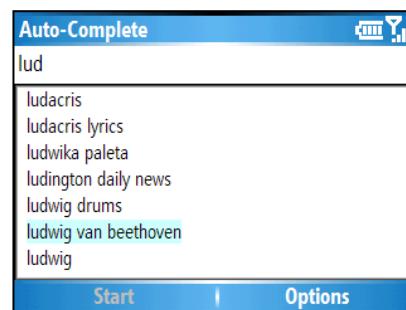 Auto-Complete
lud
ludacris
ludacris lyrics
ludwika paleta
ludington daily news
ludwig drums
ludwig van beethoven
ludwig
Start Options